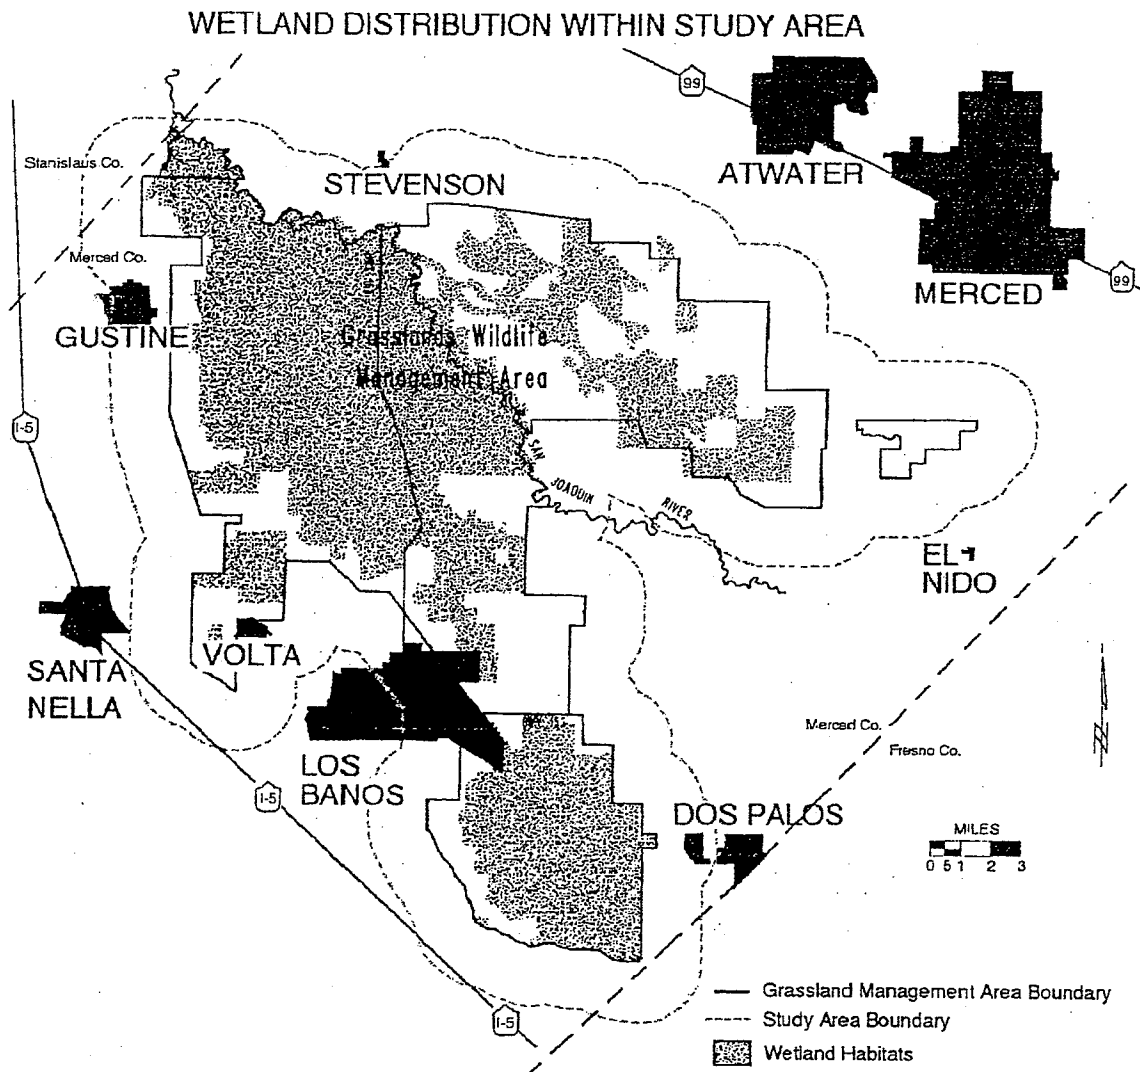 WETLAND DISTRIBUTION WITHIN STUDY AREA
99
ATWATER
Stanislaus Co.
STEVENSON
Merced Co.
99
MERCED
GUSTINE
Grasslands Wildlife
Management Area
I-5
SAN
JOAQUIN
RIVER
EL
NIDO
VOLTA
SANTA
NELLA
Merced Co.
Fresno Co.
LOS
BANOS
I-5
DOS PALOS
MILES
0 .5 1 2 3
Grassland Management Area Boundary
Study Area Boundary
I-5
Wetland Habitats